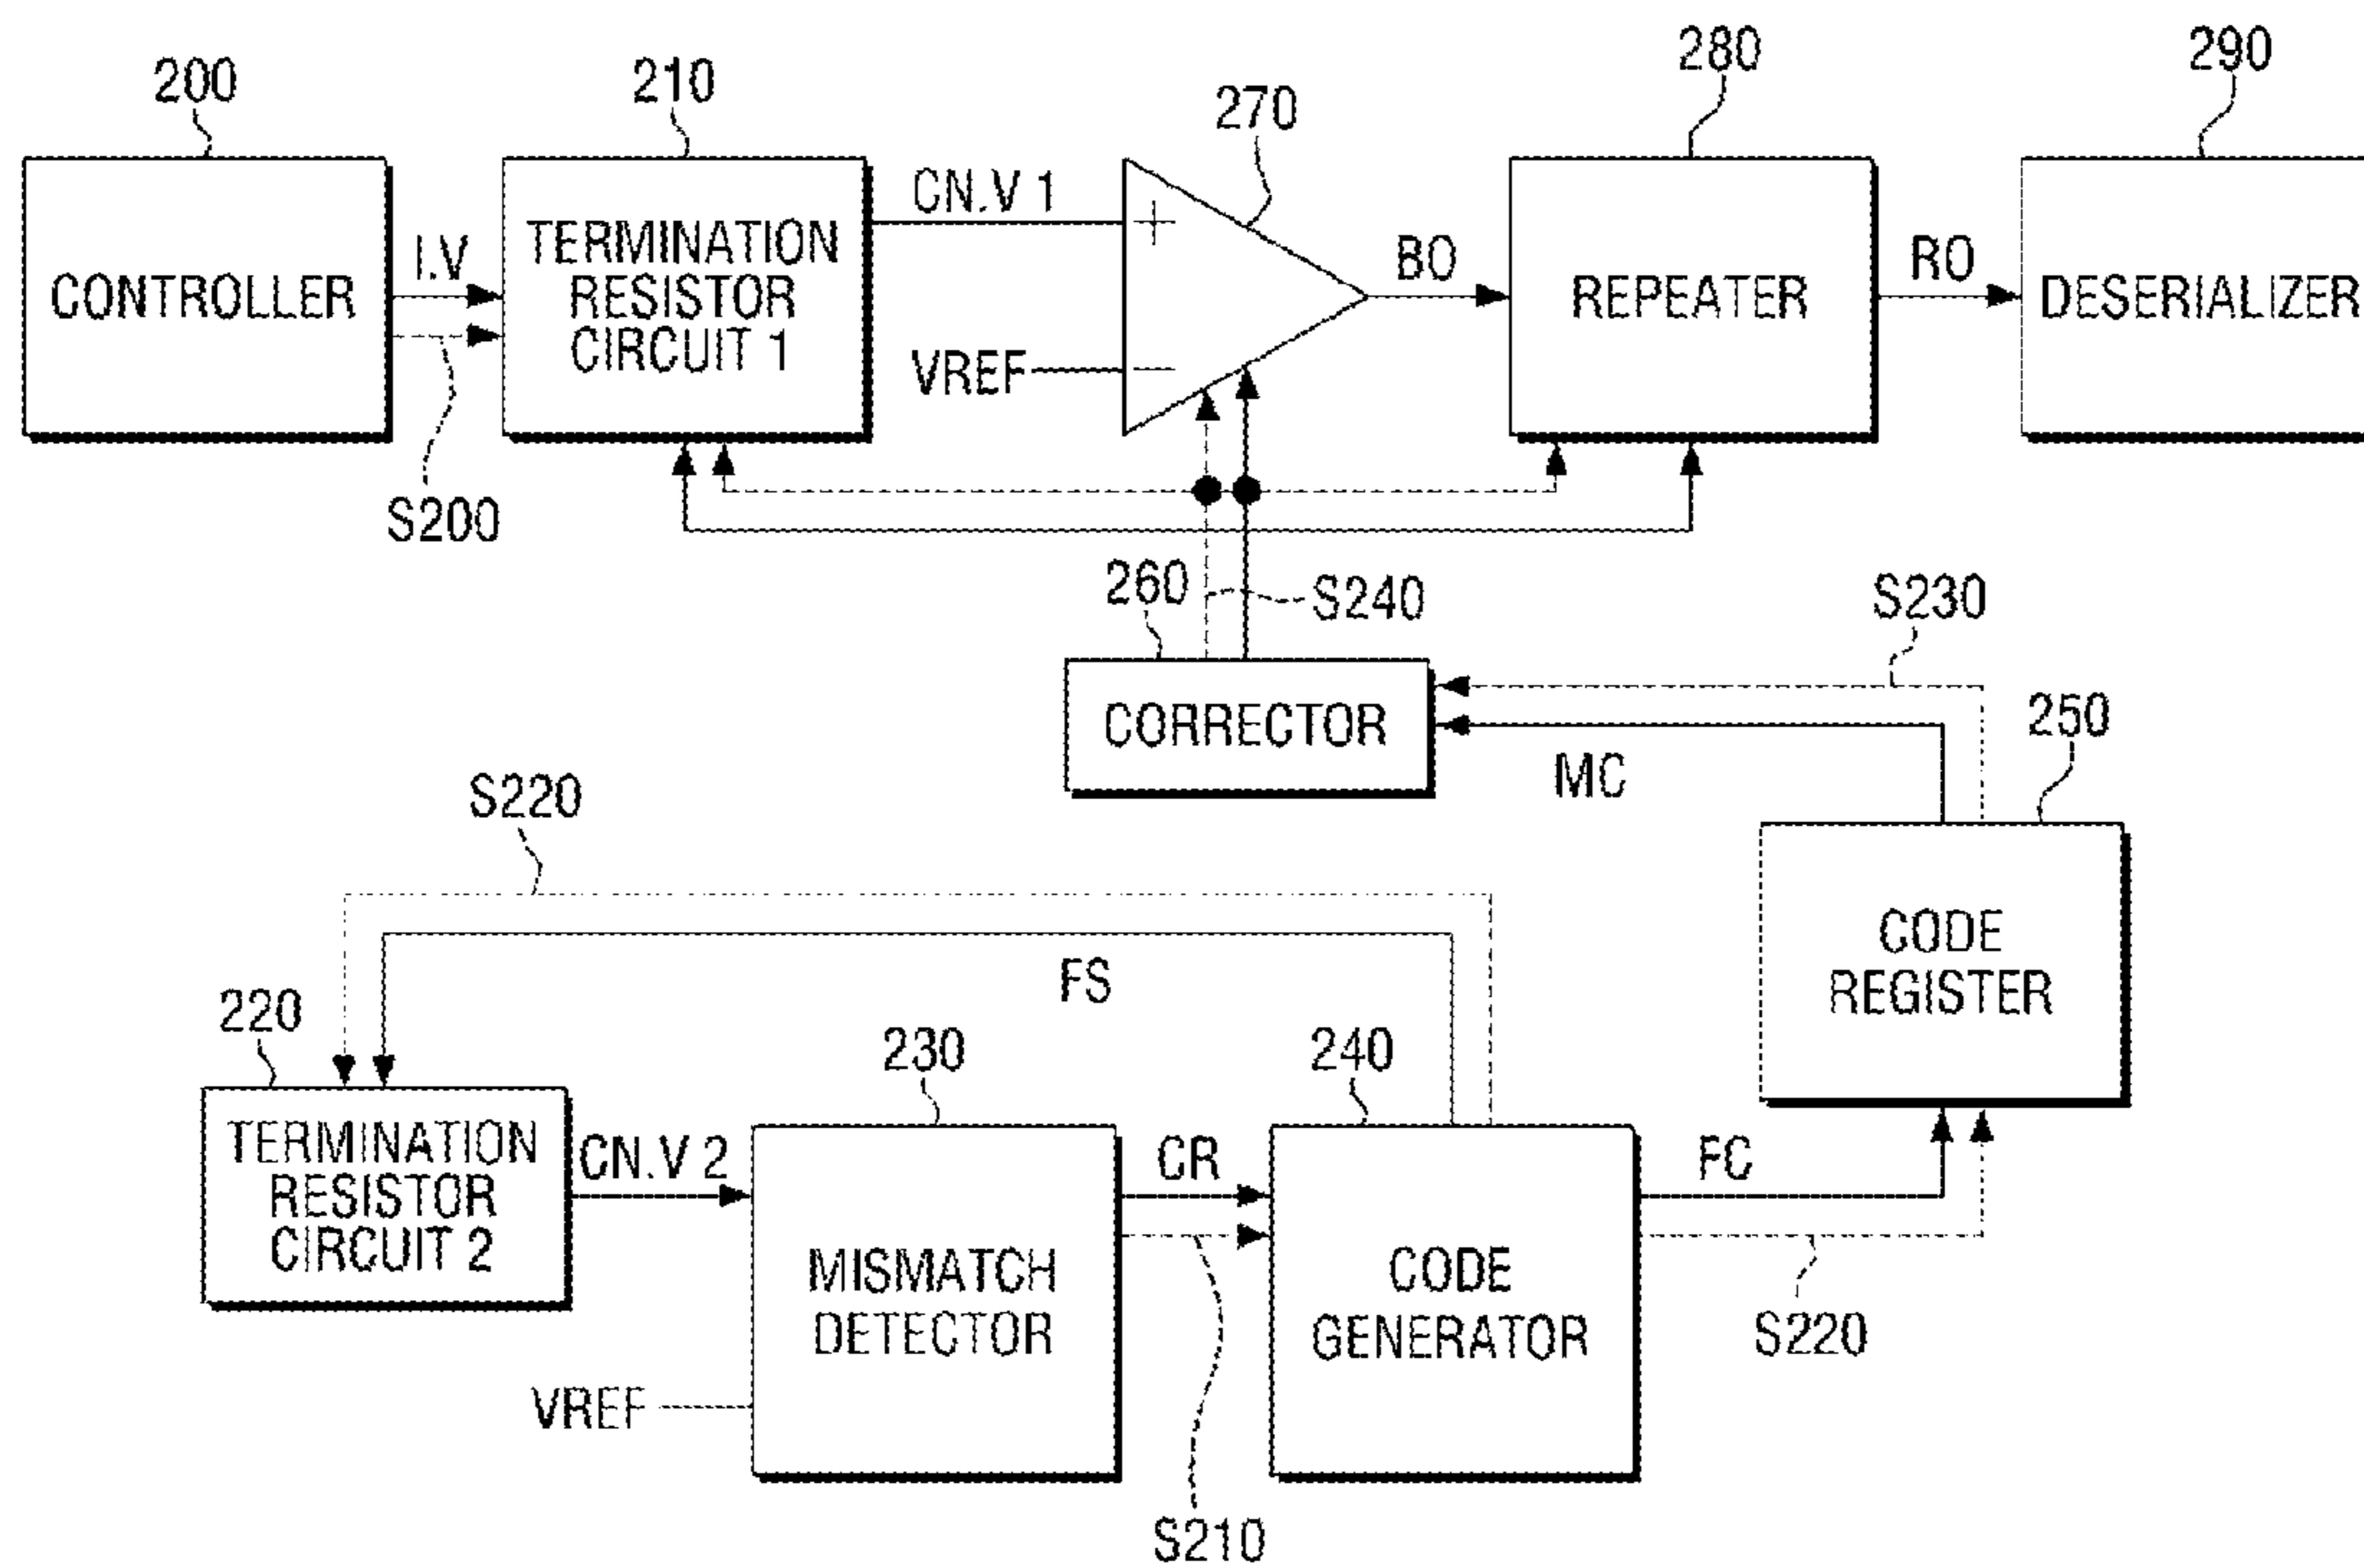 200
210
270
280
290
CONTROLLER
I.V
S200
TERMINATION
RESISTOR
CIRCUIT 1
CN.V 1
+
VREF
−
BO
REPEATER
RO
DESERIALIZER
260
S240
S230
CORRECTOR
MC
250
S220
CODE
REGISTER
FS
220
230
240
TERMINATION
RESISTOR
CIRCUIT 2
CN.V 2
MISMATCH
DETECTOR
VREF
CR
S210
CODE
GENERATOR
FC
S220